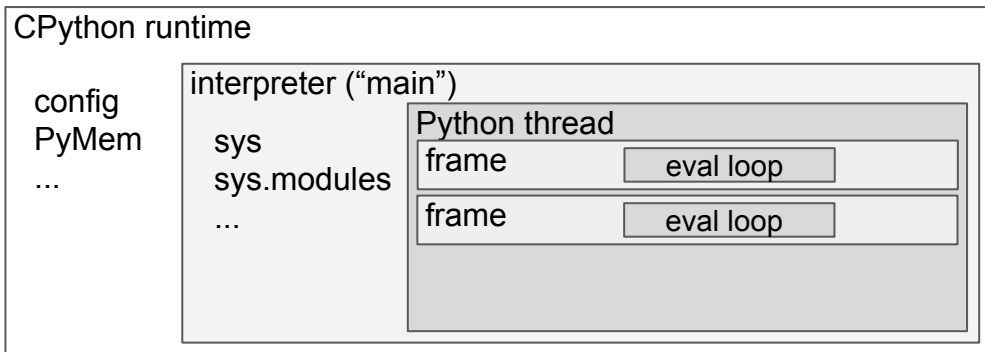 CPython runtime
config
PyMem
...
interpreter (“main”)
sys
sys.modules
...
Python thread
frame
eval loop
frame
eval loop